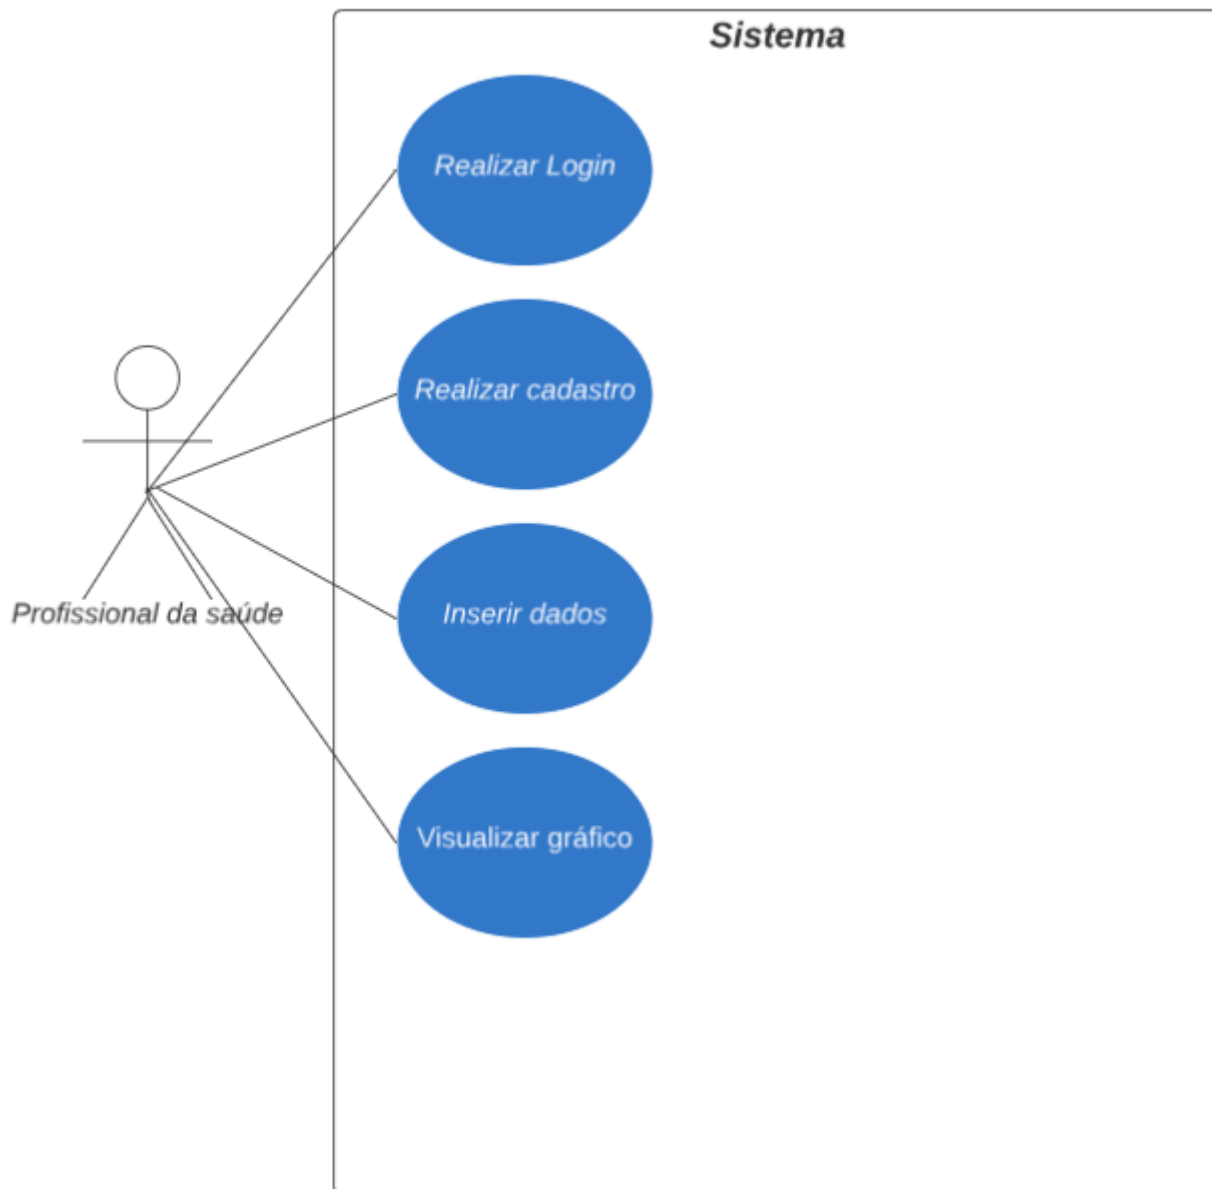 Sistema
Realizar Login
Realizar cadastro
Profissional da saúde
Inserir dados
Visualizar gráfico